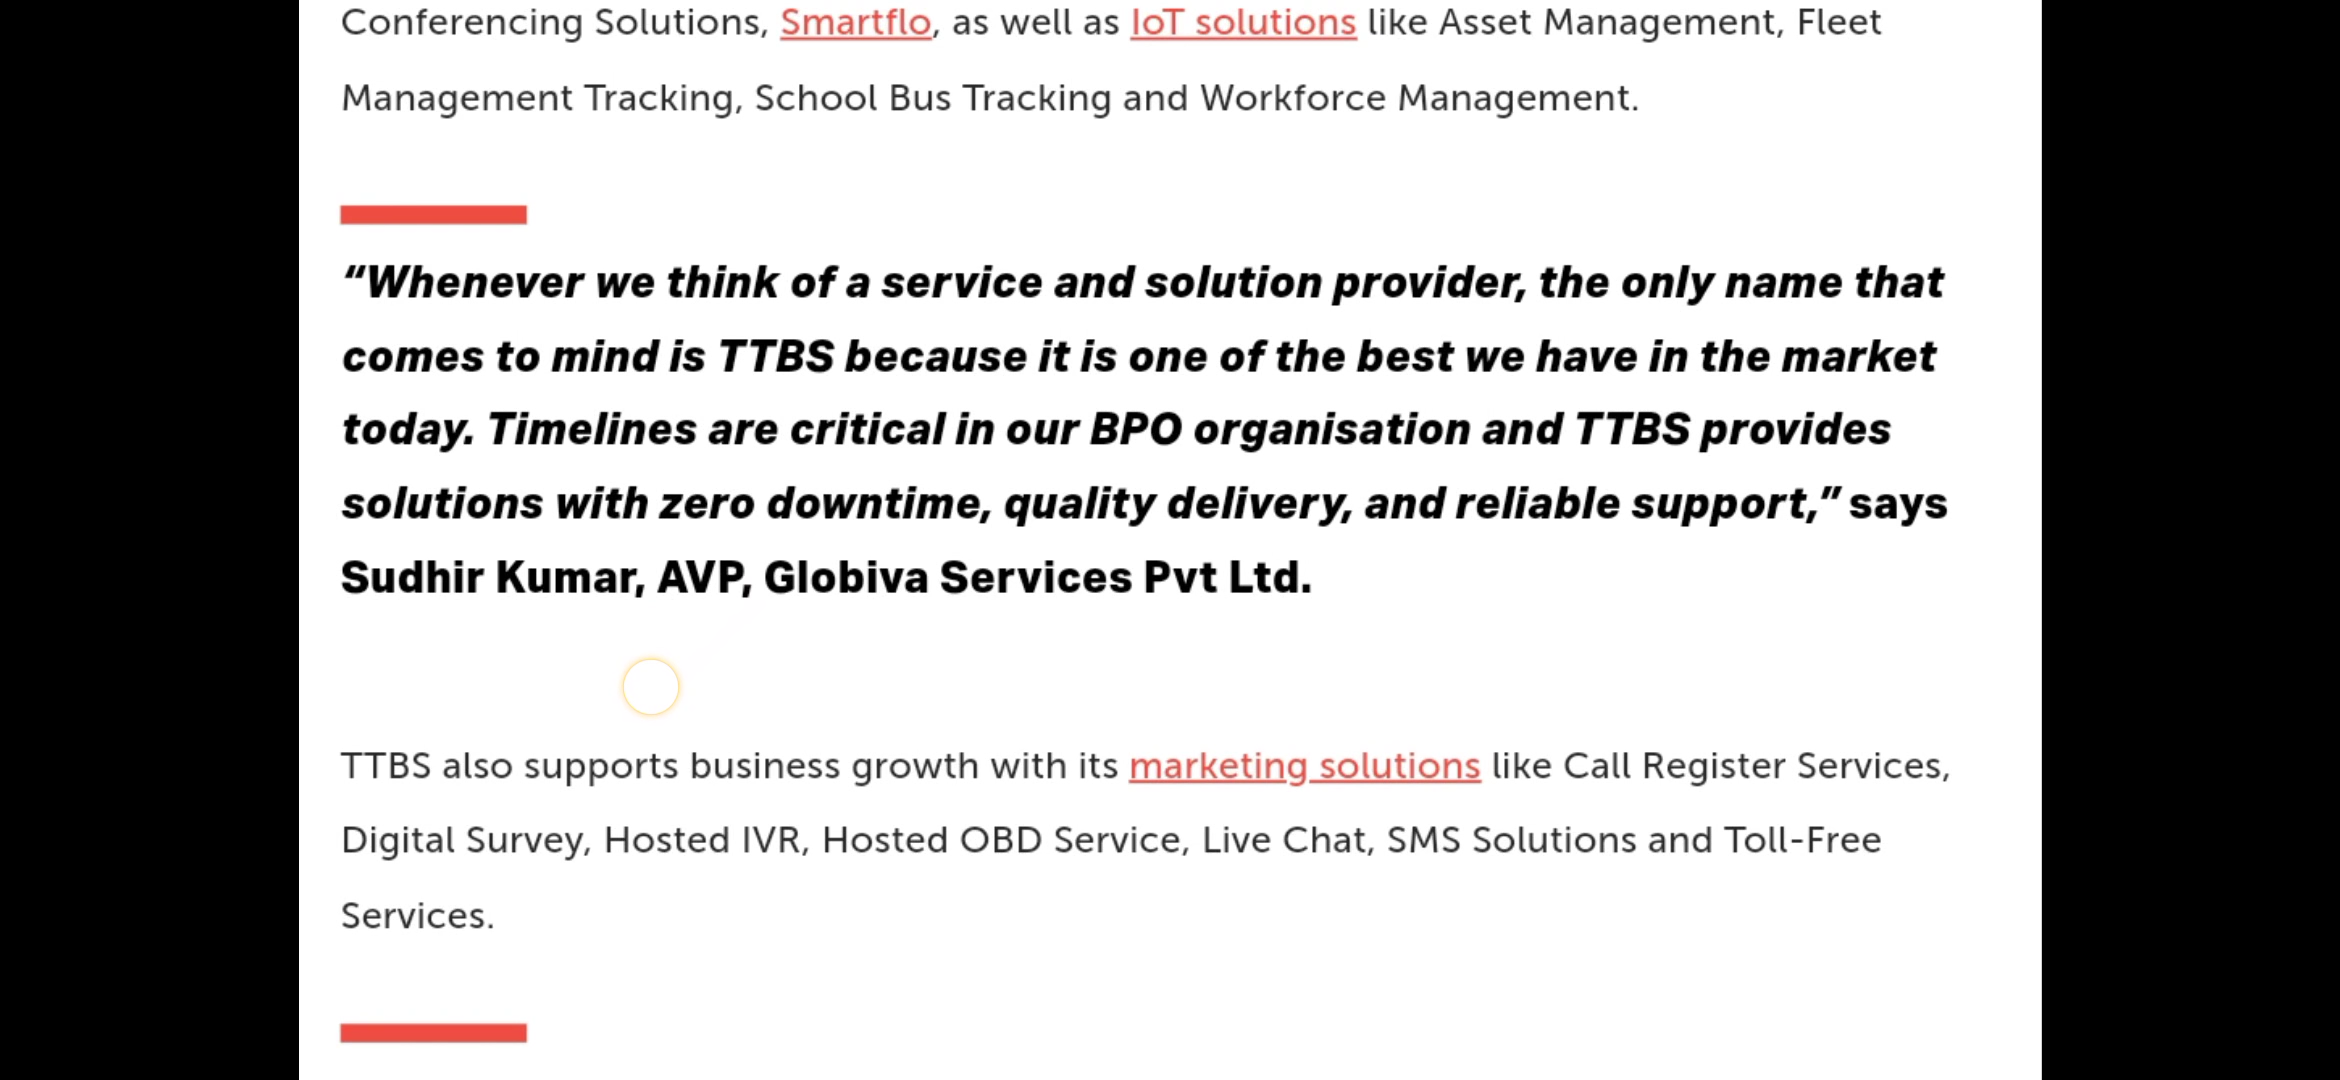 Conferencing Solutions, Smartflo, as well as IoT solutions like Asset Management, Fleet
Management Tracking, School Bus Tracking and Workforce Management.
“Whenever we think of a service and solution provider, the only name that
comes to mind is TTBS because it is one of the best we have in the market
today. Timelines are critical in our BPO organisation and TTBS provides
solutions with zero downtime, quality delivery, and reliable support,” says
Sudhir Kumar, AVP, Globiva Services Pvt Ltd.
TTBS also supports business growth with its marketing solutions like Call Register Services,
Digital Survey, Hosted IVR, Hosted OBD Service, Live Chat, SMS Solutions and Toll-Free
Services.